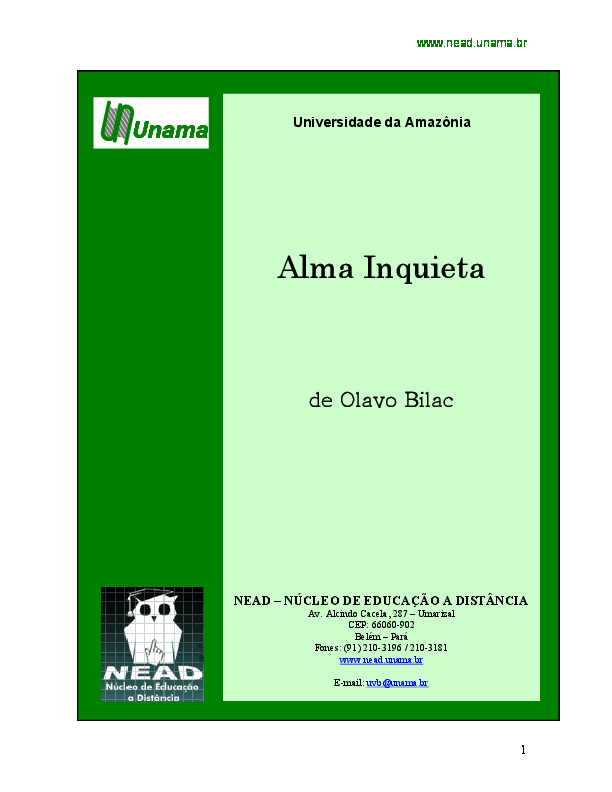 www.nead.unama.br
Unama
Universidade da Amazônia
Alma Inquieta
de Olavo Bilac
NEAD – NÚCLEO DE EDUCAÇÃO A DISTÂNCIA
Av. Alcindo Cacela, 287 – Umarizal
CEP: 66060-902
Belém – Pará
Fones: (91) 210-3196 / 210-3181
www.nead.unama.br
E-mail: uvb@unama.br
NEAD
Núcleo de Educação
a Distância
1